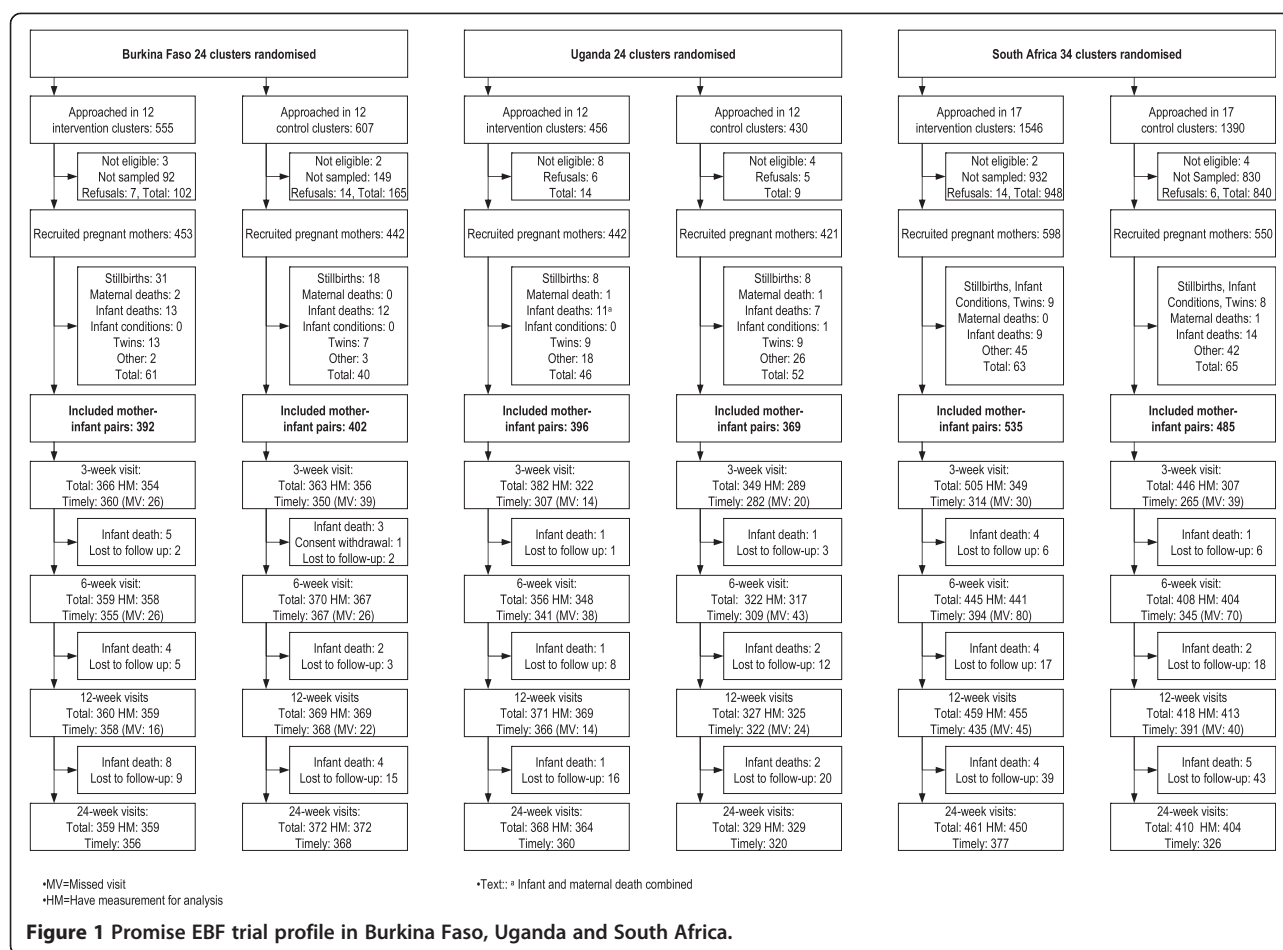 Burkina Faso 24 clusters randomised
Approached in 12
intervention clusters: 555
Not eligible: 3
Not sampled 92
Refusals: 7, Total: 102
Recruited pregnant mothers: 453
Stillbirths: 31
Maternal deaths: 2
Infant deaths: 13
Infant conditions: 0
Twins: 13
Other: 2
Total: 61
Included mother-
infant pairs: 392
3-week visit:
Total: 366 HM: 354
Timely: 360 (MV: 26)
Infant death: 5
Lost to follow up: 2
6-week visit:
Total: 359 HM: 358
Timely: 355 (MV: 26)
Infant death: 4
Lost to follow up: 5
12-week visits
Total: 360 HM: 359
Timely: 358 (MV: 16)
Infant death: 8
Lost to follow-up: 9
24-week visits:
Total: 359 HM: 359
Timely: 356
Approached in 12
control clusters: 607
Not eligible: 2
Not sampled: 149
Refusals: 14, Total: 165
Recruited pregnant mothers: 442
Stillbirths: 18
Maternal deaths: 0
Infant deaths: 12
Infant conditions: 0
Twins: 7
Other: 3
Total: 40
Included mother-
infant pairs: 402
3-week visit:
Total: 363 HM: 356
Timely: 350 (MV: 39)
Infant death: 3
Consent withdrawal: 1
Lost to follow-up: 2
6-week visit:
Total: 370 HM: 367
Timely: 367 (MV: 26)
Infant death: 2
Lost to follow-up: 3
12-week visits
Total: 369 HM: 369
Timely: 368 (MV: 22)
Infant death: 4
Lost to follow-up: 15
24-week visits:
Total: 372 HM: 372
Timely: 368
Uganda 24 clusters randomised
Approached in 12
intervention clusters: 456
Not eligible: 8
Refusals: 6
Total: 14
Recruited pregnant mothers: 442
Stillbirths: 8
Maternal death: 1
Infant deaths: 11ª
Infant conditions: 0
Twins: 9
Other: 18
Total: 46
Included mother-
infant pairs: 396
3-week visit:
Total: 382 HM: 322
Timely: 307 (MV: 14)
Infant death: 1
Lost to follow up: 1
6-week visit:
Total: 356 HM: 348
Timely: 341 (MV: 38)
Infant death: 1
Lost to follow up: 8
12-week visits
Total: 371 HM: 369
Timely: 366 (MV: 14)
Infant death: 1
Lost to follow-up: 16
24-week visits:
Total: 368 HM: 364
Timely: 360
Approached in 12
control clusters: 430
Not eligible: 4
Refusals: 5
Total: 9
Recruited pregnant mothers: 421
Stillbirths: 8
Maternal death: 1
Infant deaths: 7
Infant conditions: 1
Twins: 9
Other: 26
Total: 52
Included mother-
infant pairs: 369
3-week visit:
Total: 349 HM: 289
Timely: 282 (MV: 20)
Infant death: 1
Lost to follow-up: 3
6-week visit:
Total: 322 HM: 317
Timely: 309 (MV: 43)
Infant deaths: 2
Lost to follow-up: 12
12-week visits
Total: 327 HM: 325
Timely: 322 (MV: 24)
Infant deaths: 2
Lost to follow-up: 20
24-week visits:
Total: 329 HM: 329
Timely: 320
South Africa 34 clusters randomised
Approached in 17
intervention clusters: 1546
Not eligible: 2
Not sampled: 932
Refusals: 14, Total: 948
Recruited pregnant mothers: 598
Stillbirths, Infant
Conditions, Twins: 9
Maternal deaths: 0
Infant deaths: 9
Other: 45
Total: 63
Included mother-
infant pairs: 535
3-week visit:
Total: 505 HM: 349
Timely: 314 (MV: 30)
Infant death: 4
Lost to follow up: 6
6-week visit:
Total: 445 HM: 441
Timely: 394 (MV: 80)
Infant death: 4
Lost to follow up: 17
12-week visits
Total: 459 HM: 455
Timely: 435 (MV: 45)
Infant death: 4
Lost to follow-up: 39
24-week visits:
Total: 461 HM: 450
Timely: 377
Approached in 17
control clusters: 1390
Not eligible: 4
Not Sampled: 830
Refusals: 6, Total: 840
Recruited pregnant mothers: 550
Stillbirths, Infant
Conditions, Twins: 8
Maternal deaths: 1
Infant deaths: 14
Other: 42
Total: 65
Included mother-
infant pairs: 485
3-week visit:
Total: 446 HM: 307
Timely: 265 (MV: 39)
Infant death: 1
Lost to follow-up: 6
6-week visit:
Total: 408 HM: 404
Timely: 345 (MV: 70)
Infant death: 2
Lost to follow-up: 18
12-week visits
Total: 418 HM: 413
Timely: 391 (MV: 40)
Infant death: 5
Lost to follow-up: 43
24-week visits:
Total: 410 HM: 404
Timely: 326
•MV=Missed visit
•HM=Have measurement for analysis
•Text:: ª Infant and maternal death combined
Figure 1 Promise EBF trial profile in Burkina Faso, Uganda and South Africa.